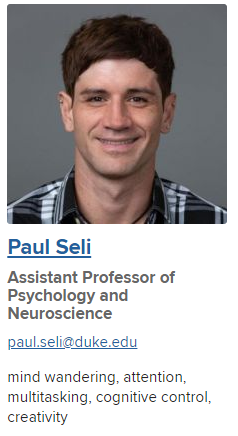 Paul Seli
Assistant Professor of
Psychology and
Neuroscience
paul.seli@duke.edu
mind wandering, attention,
multitasking, cognitive control,
creativity